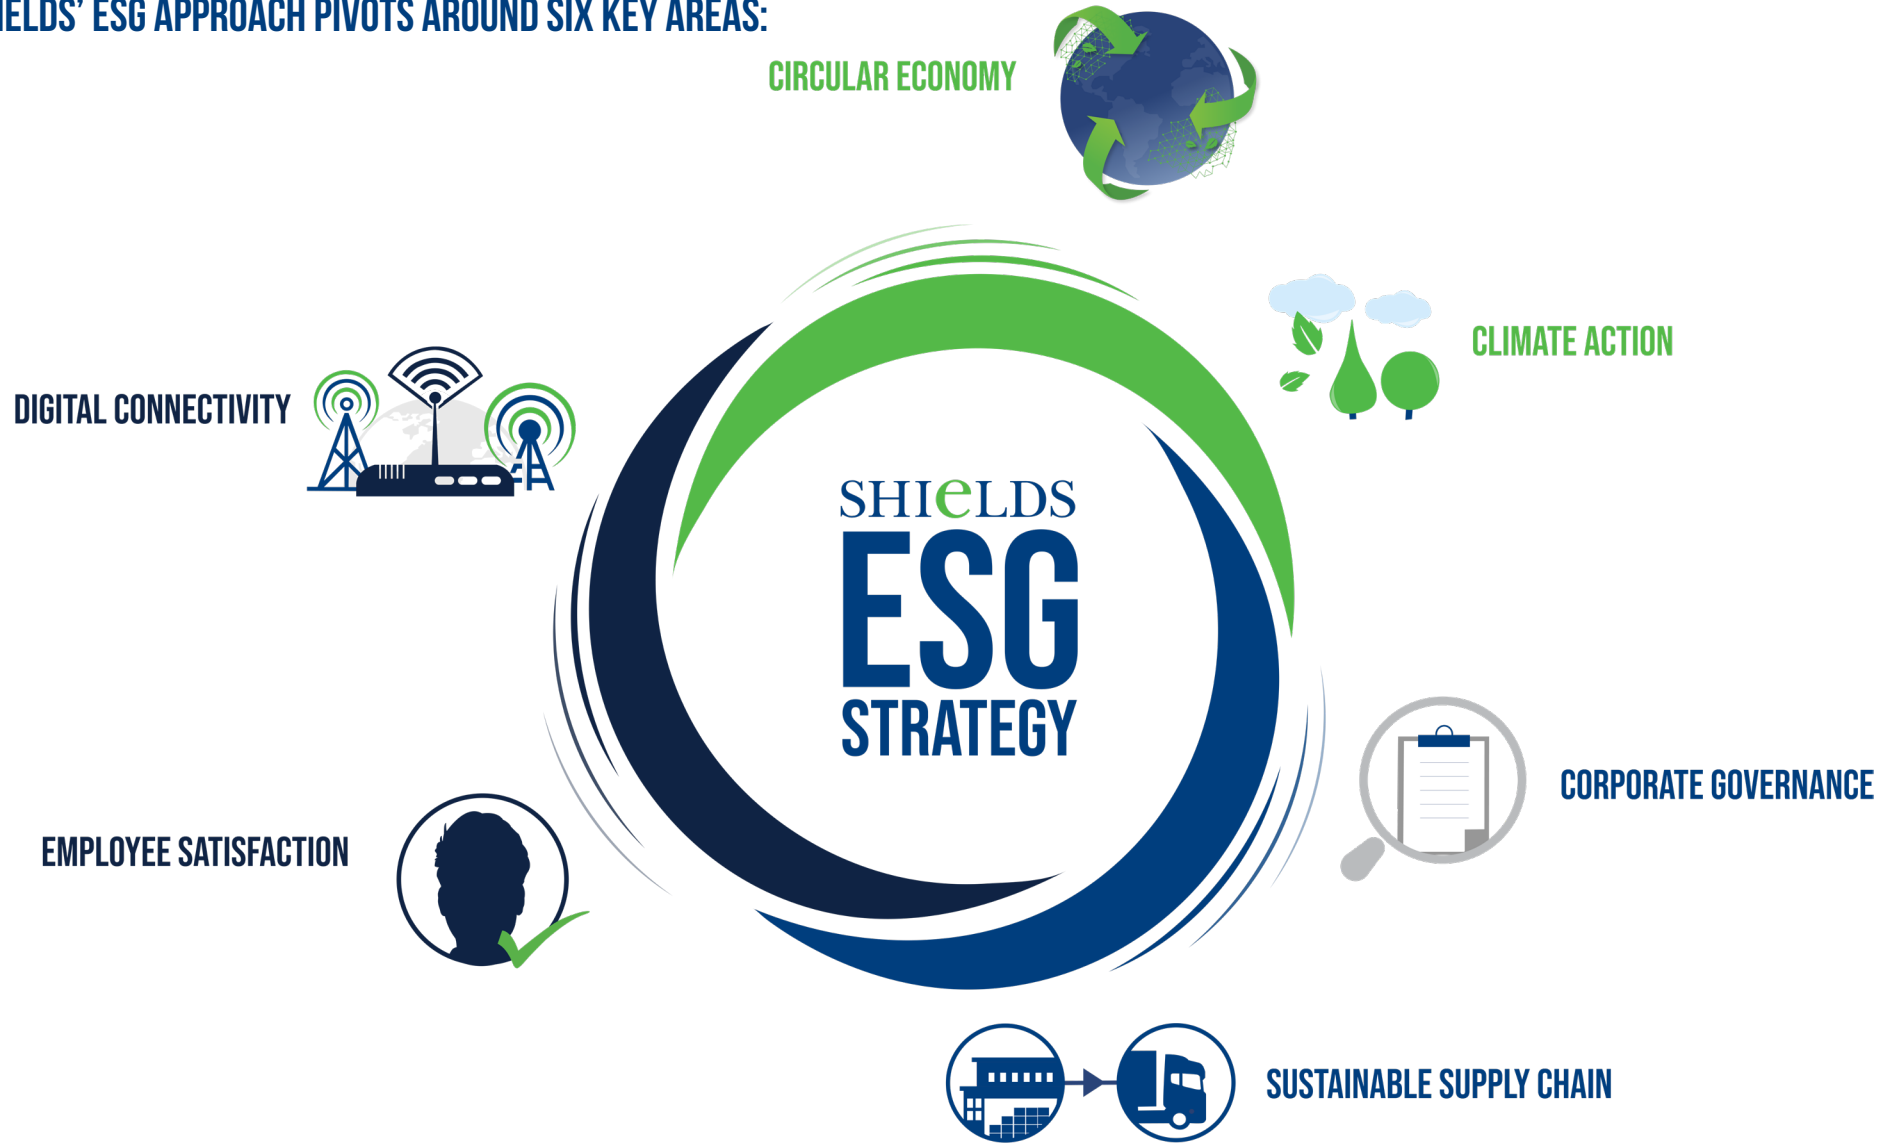 IELDS' ESG APPROACH PIVOTS AROUND SIX KEY AREAS:
CIRCULAR ECONOMY
CLIMATE ACTION
DIGITAL CONNECTIVITY
SHIeLDS
ESG
STRATEGY
CORPORATE GOVERNANCE
EMPLOYEE SATISFACTION
SUSTAINABLE SUPPLY CHAIN